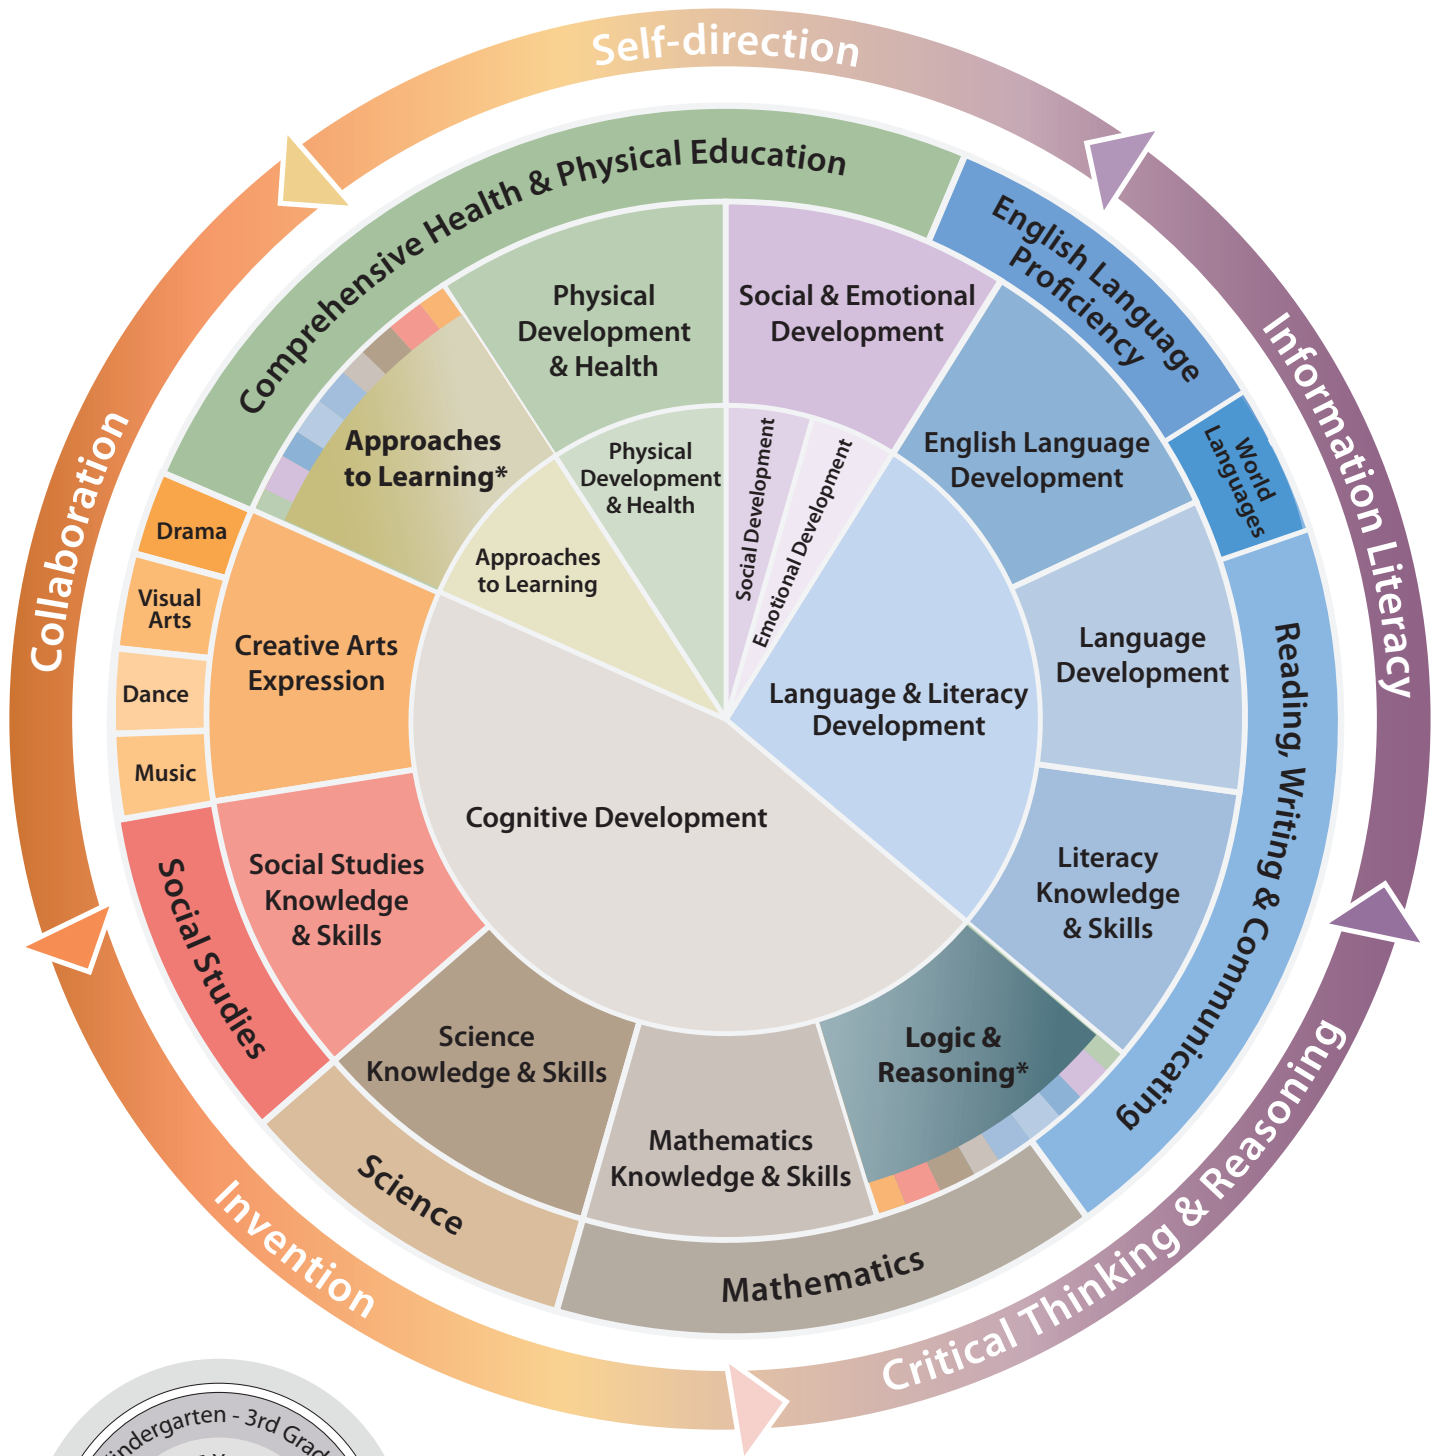 Self-direction
Information Literacy
Critical Thinking & Reasoning
Invention
Collaboration
Comprehensive Health & Physical Education
English Language
Proficiency
World
Languages
Reading, Writing & Communicating
Mathematics
Science
Social Studies
Music
Dance
Visual
Arts
Drama
Physical
Development
& Health
Social & Emotional
Development
English Language
Development
Language
Development
Literacy
Knowledge
& Skills
Logic &
Reasoning*
Mathematics
Knowledge & Skills
Science
Knowledge & Skills
Social Studies
Knowledge
& Skills
Creative Arts
Expression
Approaches
to Learning*
Physical
Development
& Health
Social Development
Emotional Development
Language & Literacy
Development
Cognitive Development
Approaches
to Learning
- 3rd